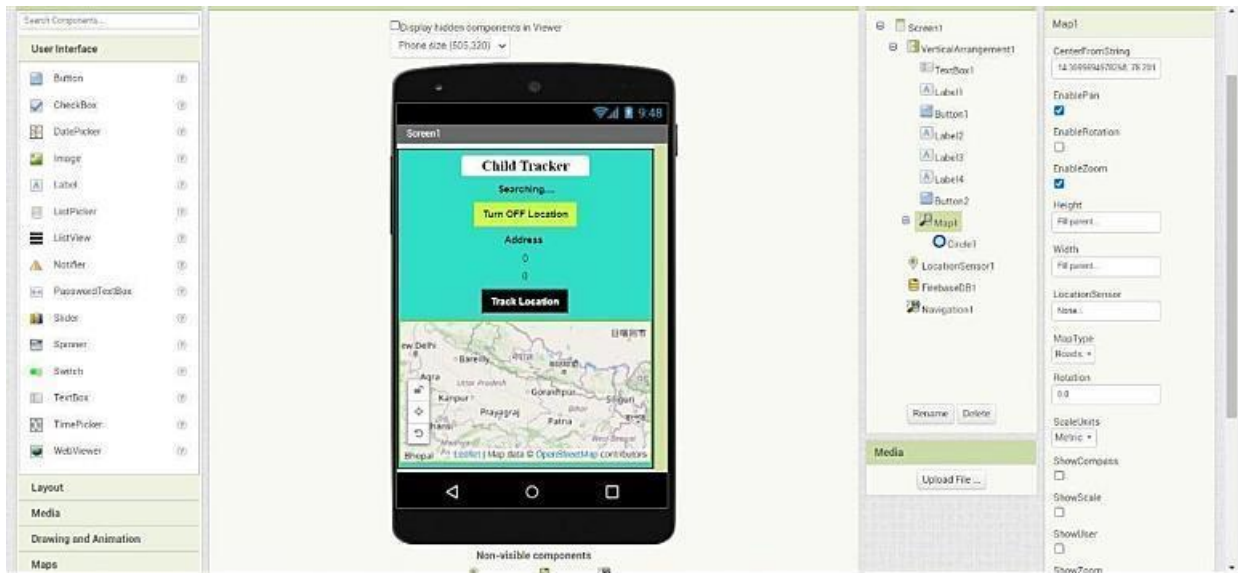 Search Components...
User Interface
Button
CheckBox
DatePicker
Image
Label
ListPicker
ListView
Notifier
PasswordTextBox
Slider
Spinner
Switch
TextBox
TimePicker
WebViewer
Layout
Media
Drawing and Animation
Maps
Display hidden components in Viewer
Phone size (505,320)
9:48
Screen1
Child Tracker
Searching...
Turn OFF Location
Address
0
0
Track Location
ew Delhi
Bareilly
Agra
Uttar Pradesh
Kanpur
Gorakhpur
Siliguri
Prayagraj
Bihar
Patna
hansi
West Bengal
Bhopal
Leaflet | Map data © OpenStreetMap contributors
Non-visible components
Screen1
VerticalArrangement1
TextBox1
Label1
Button1
Label2
Label3
Label4
Button2
Map1
Circle1
LocationSensor1
FirebaseDB1
Navigation1
Rename Delete
Media
Upload File ...
Map1
CenterFromString
EnablePan
EnableRotation
EnableZoom
Height
Fill parent...
Width
Fill parent...
LocationSensor
None...
MapType
Roads
Rotation
0.0
ScaleUnits
Metric
ShowCompass
ShowScale
ShowUser
ShowZoom